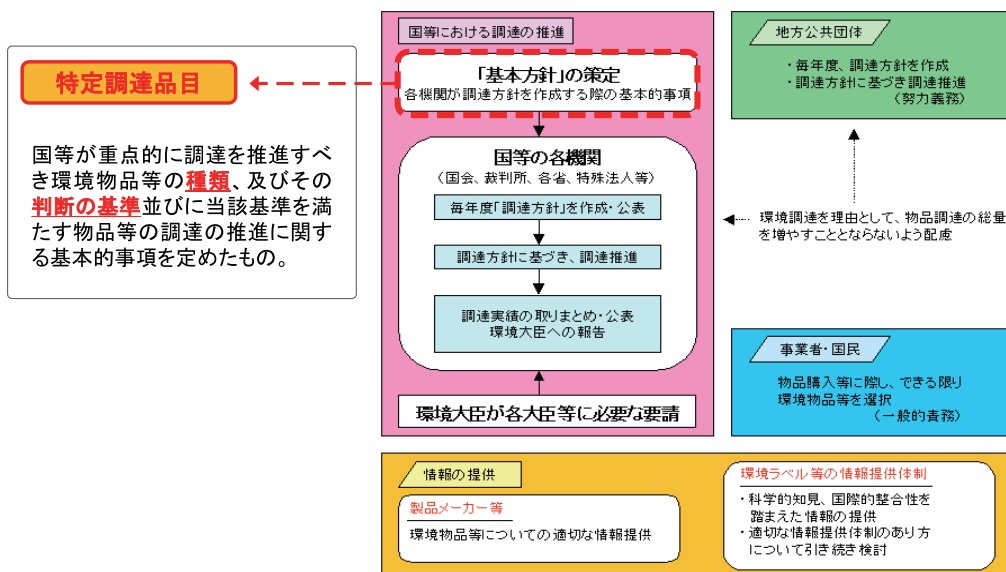 特定調達品目
国等が重点的に調達を推進すべ
き環境物品等の種類、及びその
判断の基準並びに当該基準を満
たす物品等の調達の推進に関す
る基本的事項を定めたもの。
国等における調達の推進
「基本方針」の策定
各機関が調達方針を作成する際の基本的事項
国等の各機関
(国会、裁判所、各省、特殊法人等)
毎年度「調達方針」を作成・公表
調達方針に基づき、調達推進
調達実績の取りまとめ・公表
環境大臣への報告
環境大臣が各大臣等に必要な要請
地方公共団体
・毎年度、調達方針を作成
・調達方針に基づき調達推進
(努力義務)
環境調達を理由として、物品調達の総量
を増やすこととならないよう配慮
事業者・国民
物品購入等に際し、できる限り
環境物品等を選択
(一般的責務)
情報の提供
製品メーカー等
環境物品等についての適切な情報提供
環境ラベル等の情報提供体制
・科学的知見、国際的整合性を
踏まえた情報の提供
・適切な情報提供体制のあり方
について引き続き検討